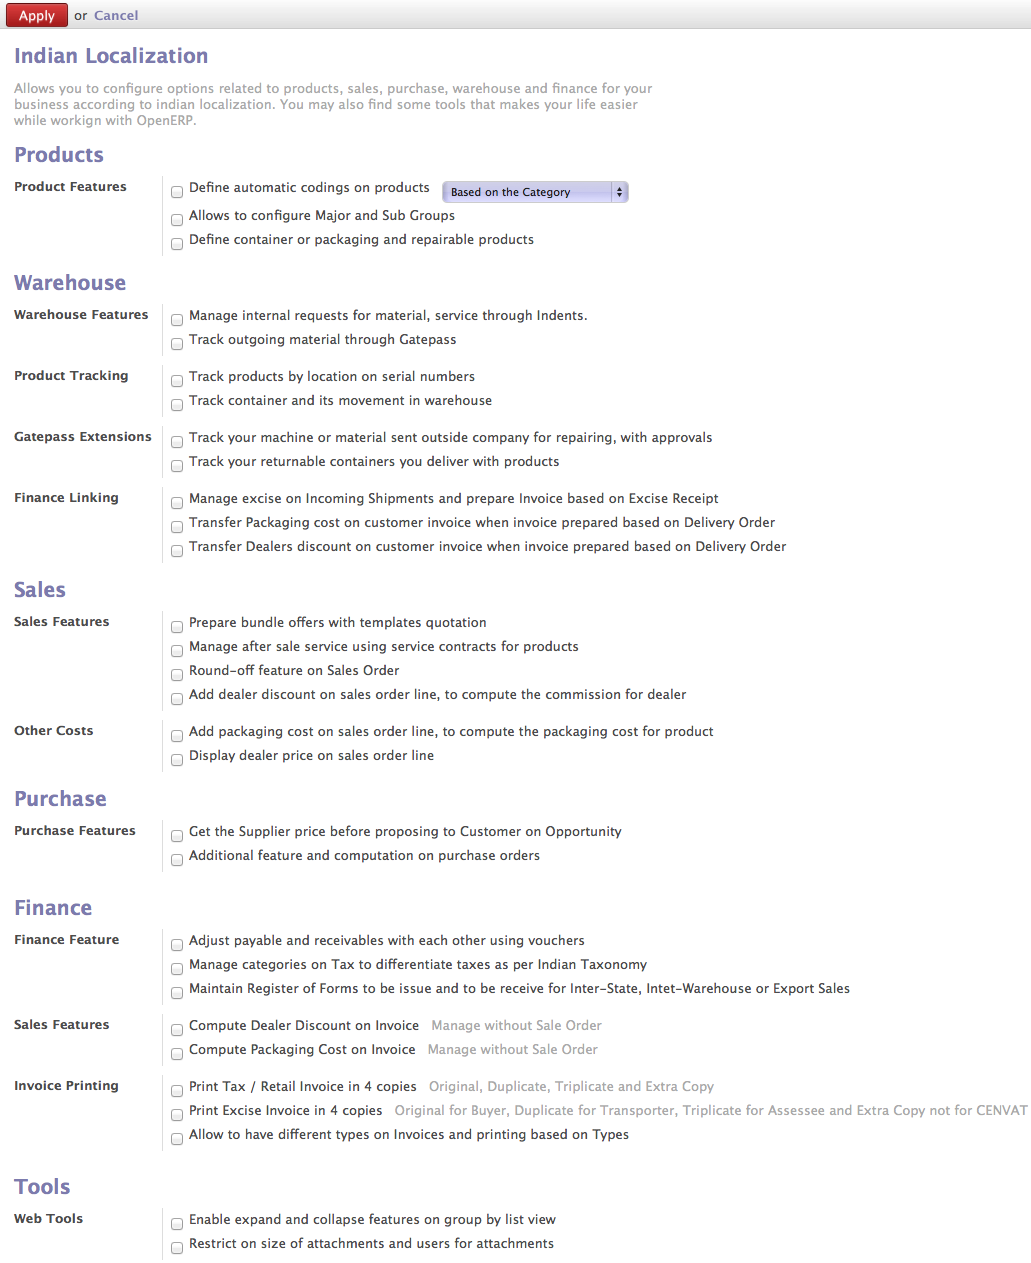 Apply or Cancel
Indian Localization
Allows you to configure options related to products, sales, purchase, warehouse and finance for your
business according to indian localization. You may also find some tools that makes your life easier
while workign with OpenERP.
Products
Product Features
Define automatic codings on products Based on the Category
Allows to configure Major and Sub Groups
Define container or packaging and repairable products
Warehouse
Warehouse Features
Manage internal requests for material, service through Indents.
Track outgoing material through Gatepass
Product Tracking
Track products by location on serial numbers
Track container and its movement in warehouse
Gatepass Extensions
Track your machine or material sent outside company for repairing, with approvals
Track your returnable containers you deliver with products
Finance Linking
Manage excise on Incoming Shipments and prepare Invoice based on Excise Receipt
Transfer Packaging cost on customer invoice when invoice prepared based on Delivery Order
Transfer Dealers discount on customer invoice when invoice prepared based on Delivery Order
Sales
Sales Features
Prepare bundle offers with templates quotation
Manage after sale service using service contracts for products
Round-off feature on Sales Order
Add dealer discount on sales order line, to compute the commission for dealer
Other Costs
Add packaging cost on sales order line, to compute the packaging cost for product
Display dealer price on sales order line
Purchase
Purchase Features
Get the Supplier price before proposing to Customer on Opportunity
Additional feature and computation on purchase orders
Finance
Finance Feature
Adjust payable and receivables with each other using vouchers
Manage categories on Tax to differentiate taxes as per Indian Taxonomy
Maintain Register of Forms to be issue and to be receive for Inter-State, Intet-Warehouse or Export Sales
Sales Features
Compute Dealer Discount on Invoice Manage without Sale Order
Compute Packaging Cost on Invoice Manage without Sale Order
Invoice Printing
Print Tax / Retail Invoice in 4 copies Original, Duplicate, Triplicate and Extra Copy
Print Excise Invoice in 4 copies Original for Buyer, Duplicate for Transporter, Triplicate for Assessee and Extra Copy not for CENVAT
Allow to have different types on Invoices and printing based on Types
Tools
Web Tools
Enable expand and collapse features on group by list view
Restrict on size of attachments and users for attachments